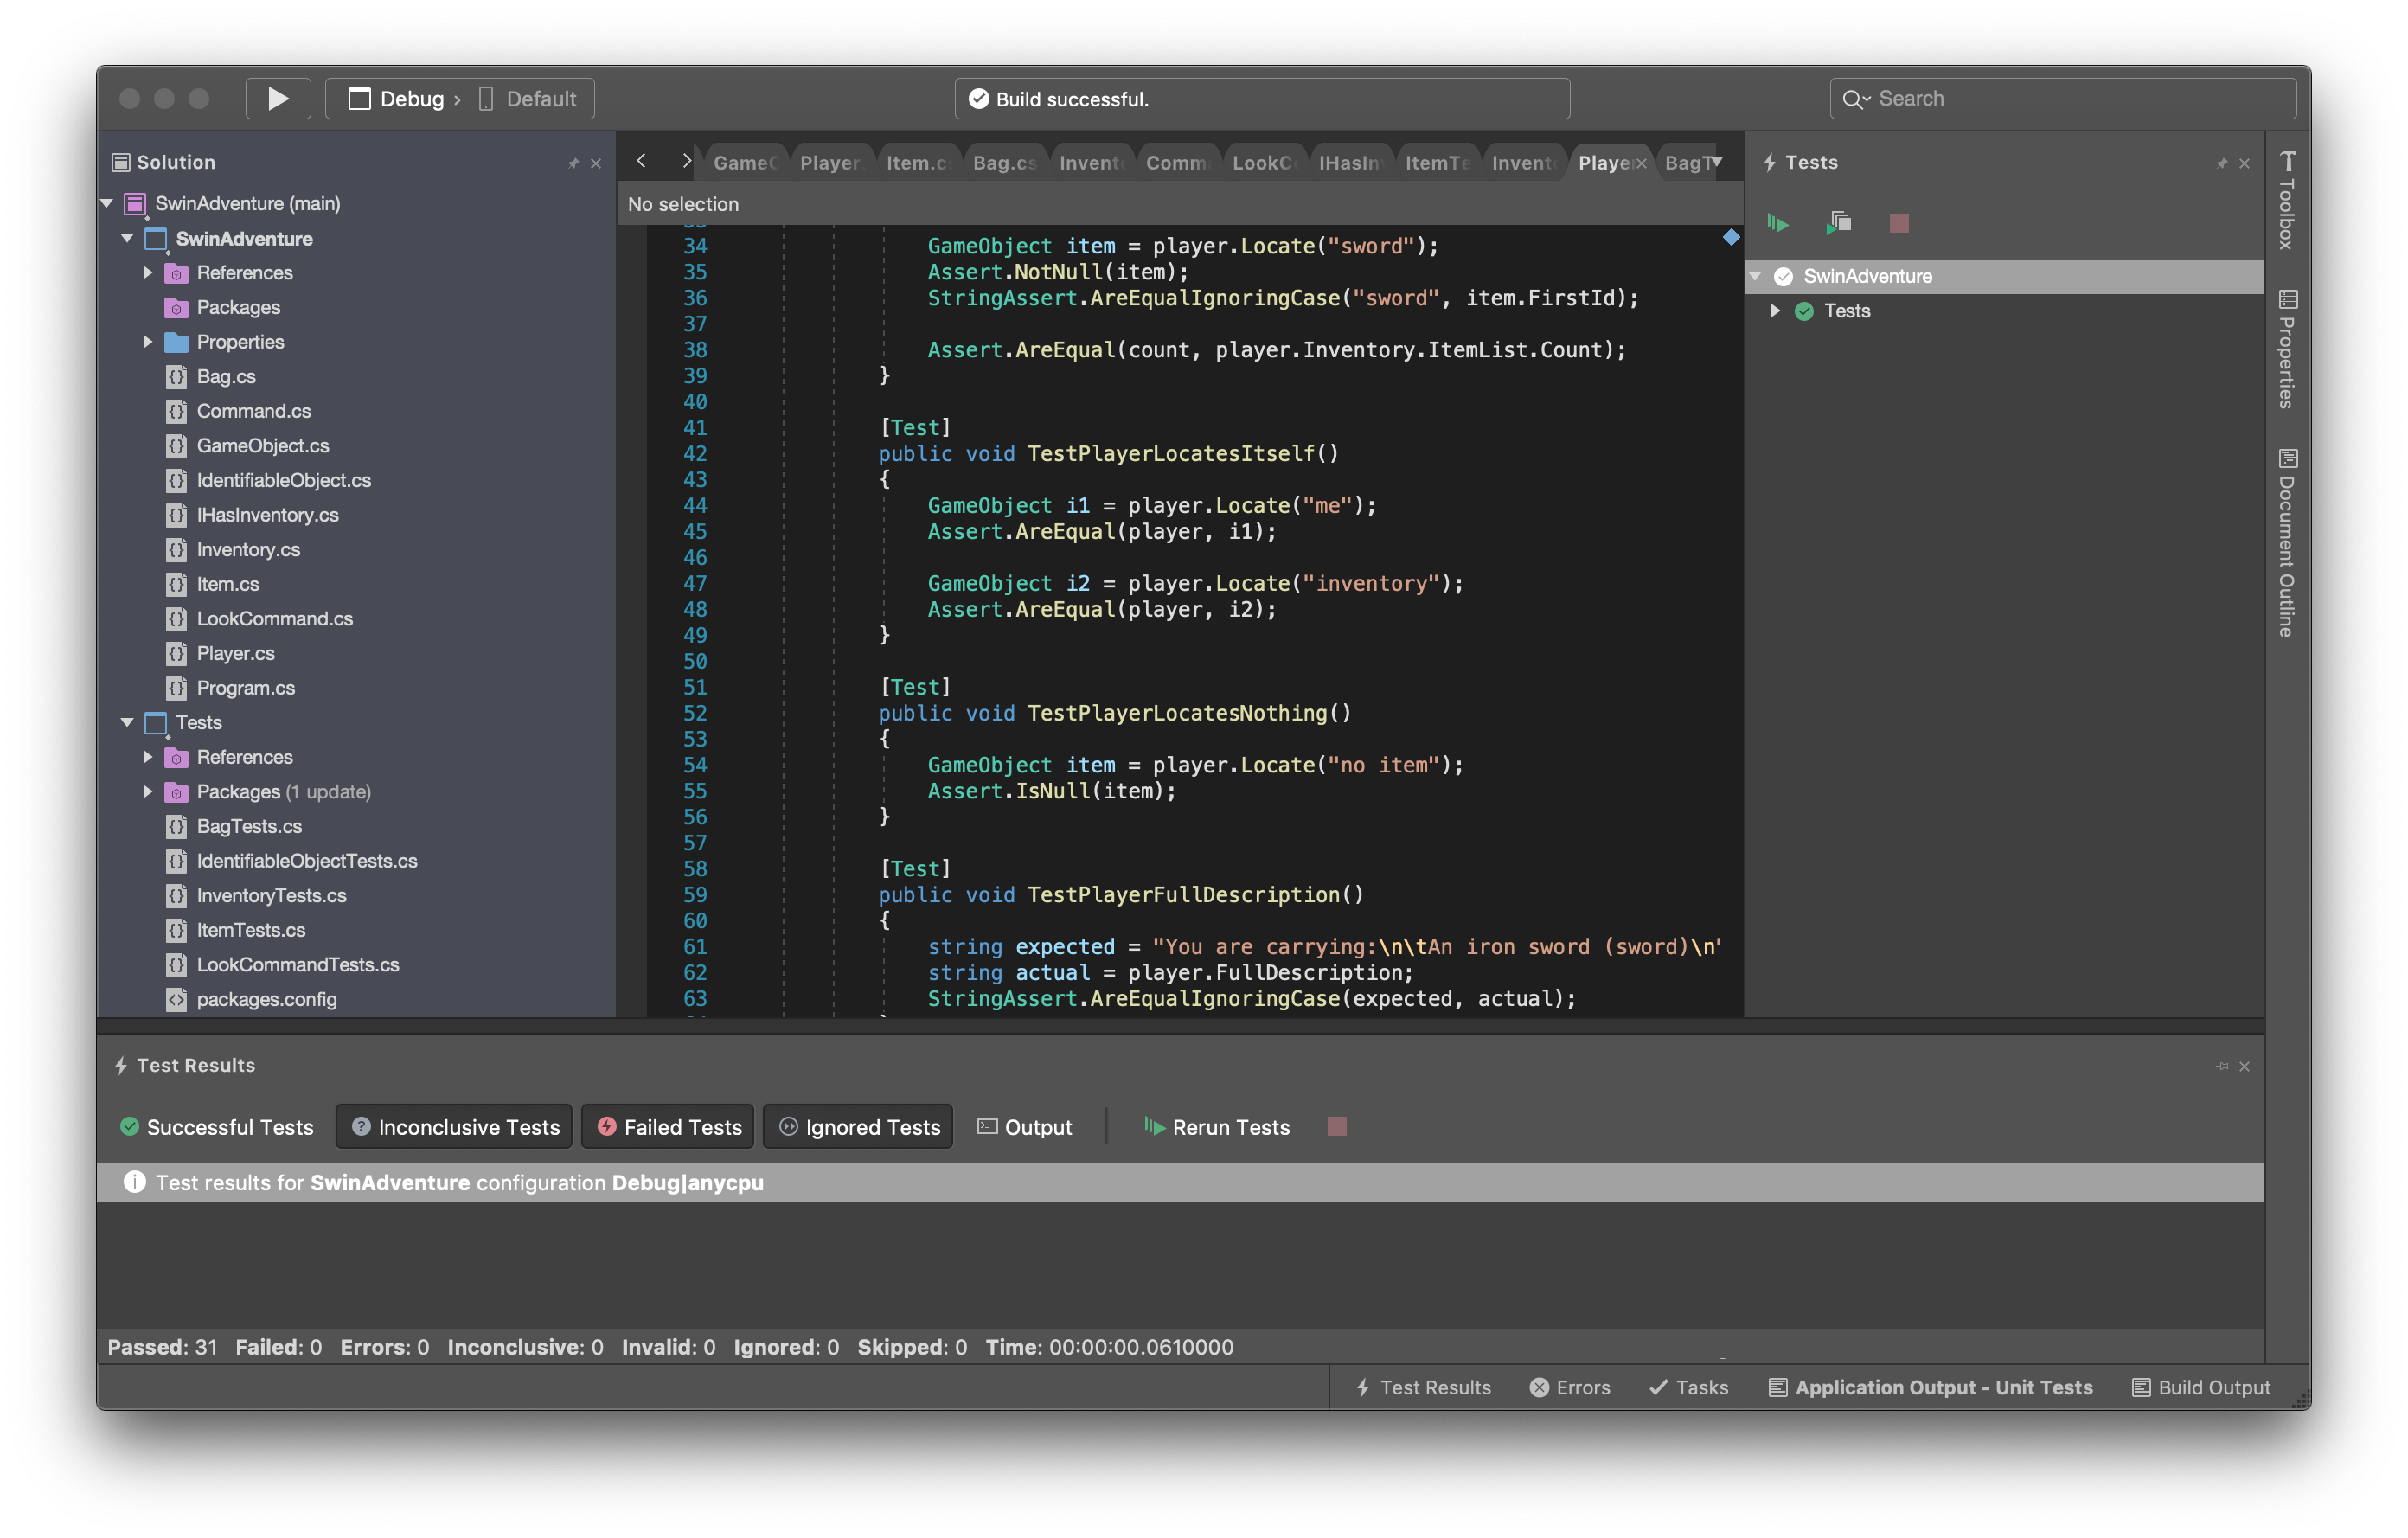 Debug › Default
Build successful.
Search
Solution
SwinAdventure (main)
SwinAdventure
References
Packages
Properties
Bag.cs
Command.cs
GameObject.cs
IdentifiableObject.cs
IHasInventory.cs
Inventory.cs
Item.cs
LookCommand.cs
Player.cs
Program.cs
Tests
References
Packages (1 update)
BagTests.cs
IdentifiableObjectTests.cs
InventoryTests.cs
ItemTests.cs
LookCommandTests.cs
packages.config
GameC Player Item.c Bag.cs Invent Comm LookC IHasIn ItemTe Invent Player BagT
No selection
34 GameObject item = player.Locate("sword");
35 Assert.NotNull(item);
36 StringAssert.AreEqualIgnoringCase("sword", item.FirstId);
37
38 Assert.AreEqual(count, player.Inventory.ItemList.Count);
39 }
40
41 [Test]
42 public void TestPlayerLocatesItself()
43 {
44 GameObject i1 = player.Locate("me");
45 Assert.AreEqual(player, i1);
46
47 GameObject i2 = player.Locate("inventory");
48 Assert.AreEqual(player, i2);
49 }
50
51 [Test]
52 public void TestPlayerLocatesNothing()
53 {
54 GameObject item = player.Locate("no item");
55 Assert.IsNull(item);
56 }
57
58 [Test]
59 public void TestPlayerFullDescription()
60 {
61 string expected = "You are carrying:\n\tAn iron sword (sword)\n"
62 string actual = player.FullDescription;
63 StringAssert.AreEqualIgnoringCase(expected, actual);
Tests
SwinAdventure
Tests
Toolbox
Properties
Document Outline
Test Results
Successful Tests Inconclusive Tests Failed Tests Ignored Tests Output Rerun Tests
Test results for SwinAdventure configuration Debug|anycpu
Passed: 31 Failed: 0 Errors: 0 Inconclusive: 0 Invalid: 0 Ignored: 0 Skipped: 0 Time: 00:00:00.0610000
Test Results Errors Tasks Application Output - Unit Tests Build Output